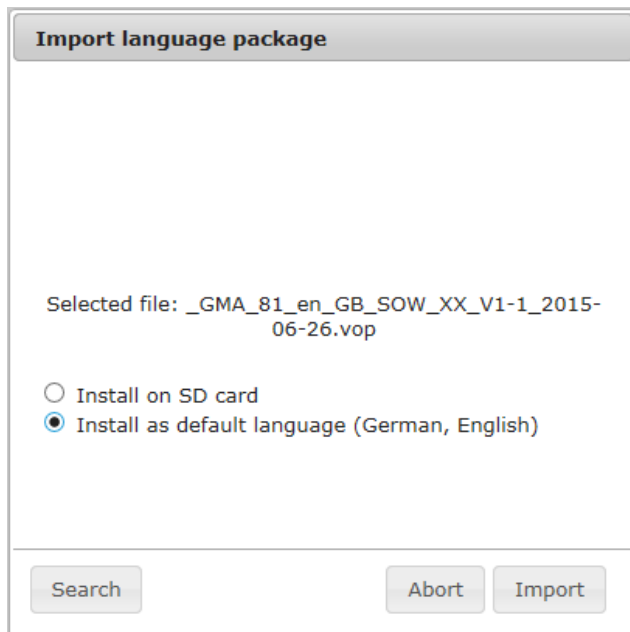 Import language package
Selected file: _GMA_81_en_GB_SOW_XX_V1-1_2015-
06-26.vop
Install on SD card
Install as default language (German, English)
Search Abort Import